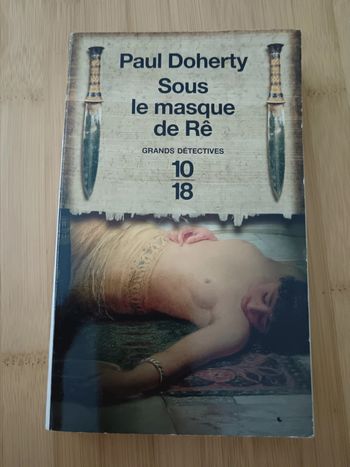 Paul Doherty
Sous
le masque
de Rê
GRANDS DÉTECTIVES
10
18